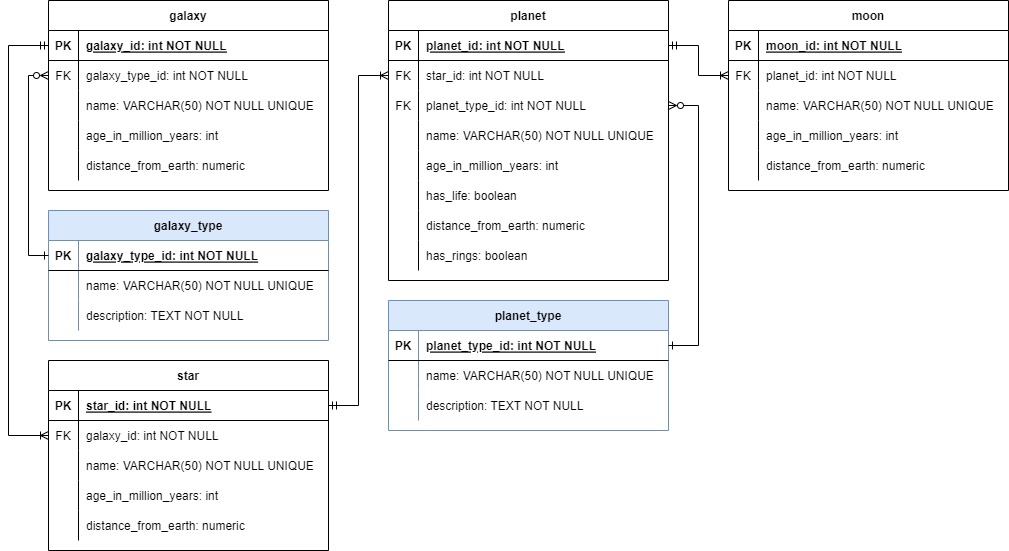 galaxy
PK galaxy_id: int NOT NULL
FK galaxy_type_id: int NOT NULL
name: VARCHAR(50) NOT NULL UNIQUE
age_in_million_years: int
distance_from_earth: numeric
galaxy_type
PK galaxy_type_id: int NOT NULL
name: VARCHAR(50) NOT NULL UNIQUE
description: TEXT NOT NULL
star
PK star_id: int NOT NULL
FK galaxy_id: int NOT NULL
name: VARCHAR(50) NOT NULL UNIQUE
age_in_million_years: int
distance_from_earth: numeric
planet
PK planet_id: int NOT NULL
FK star_id: int NOT NULL
FK planet_type_id: int NOT NULL
name: VARCHAR(50) NOT NULL UNIQUE
age_in_million_years: int
has_life: boolean
distance_from_earth: numeric
has_rings: boolean
planet_type
PK planet_type_id: int NOT NULL
name: VARCHAR(50) NOT NULL UNIQUE
description: TEXT NOT NULL
moon
PK moon_id: int NOT NULL
FK planet_id: int NOT NULL
name: VARCHAR(50) NOT NULL UNIQUE
age_in_million_years: int
distance_from_earth: numeric